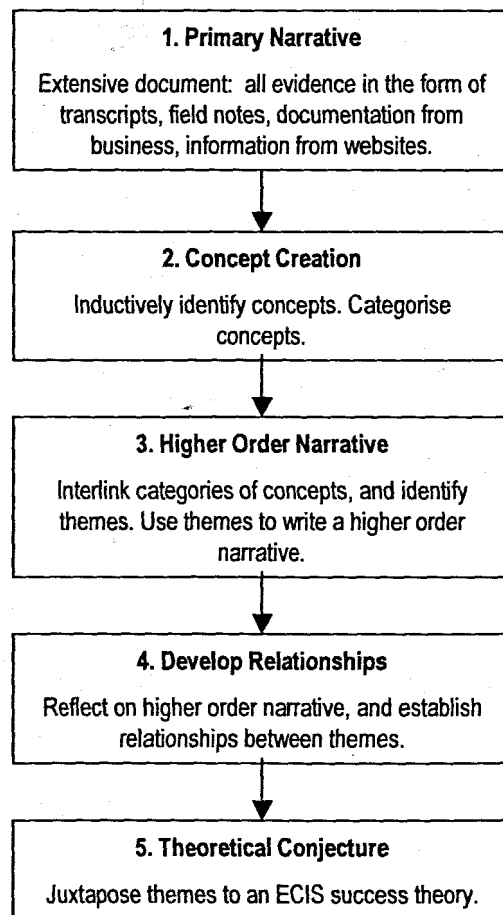 1. Primary Narrative
Extensive document: all evidence in the form of
transcripts, field notes, documentation from
business, information from websites.
2. Concept Creation
Inductively identify concepts. Categorise
concepts.
3. Higher Order Narrative
Interlink categories of concepts, and identify
themes. Use themes to write a higher order
narrative.
4. Develop Relationships
Reflect on higher order narrative, and establish
relationships between themes.
5. Theoretical Conjecture
Juxtapose themes to an ECIS success theory.